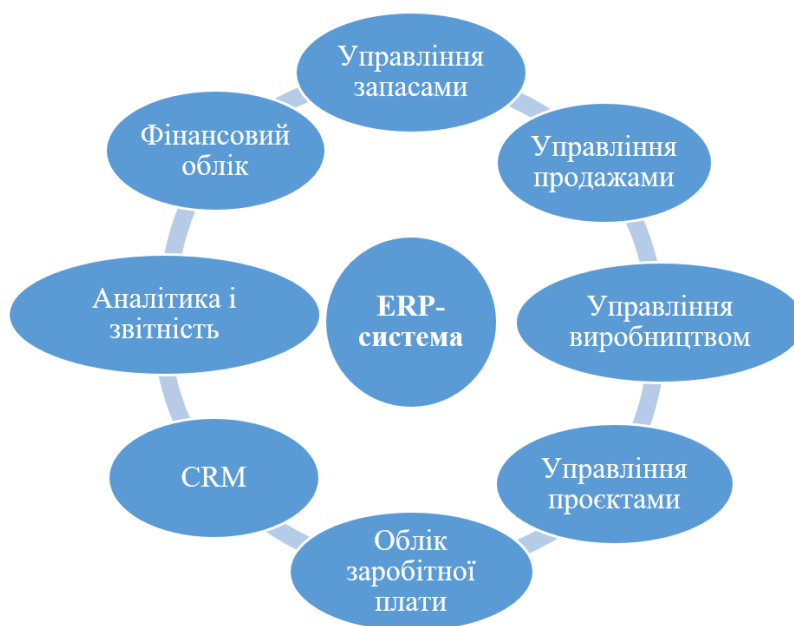 Управління
запасами
Управління
продажами
Управління
виробництвом
Управління
проєктами
Облік
заробітної
плати
CRM
Аналітика і
звітність
Фінансовий
облік
ERP-
система